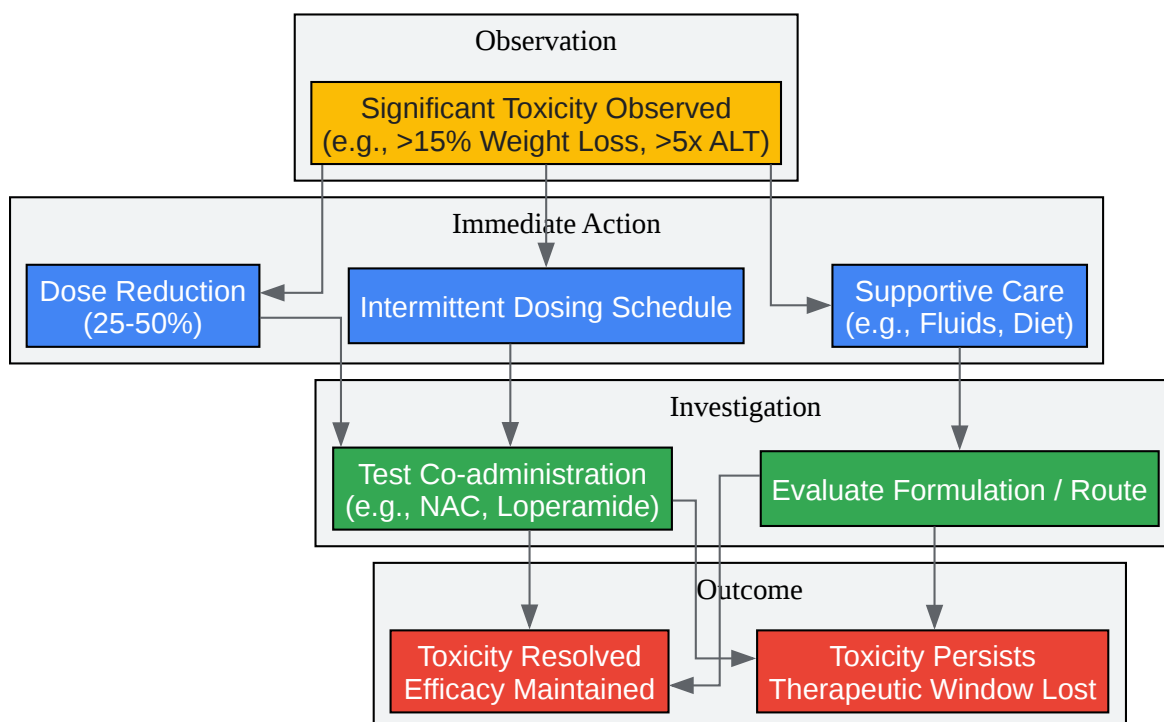 Observation
Significant Toxicity Observed
(e.g., >15% Weight Loss, >5x ALT)
Immediate Action
Dose Reduction
(25-50%)
Intermittent Dosing Schedule
Supportive Care
(e.g., Fluids, Diet)
Investigation
Test Co-administration
(e.g., NAC, Loperamide)
Evaluate Formulation / Route
Outcome
Toxicity Resolved
Efficacy Maintained
Toxicity Persists
Therapeutic Window Lost